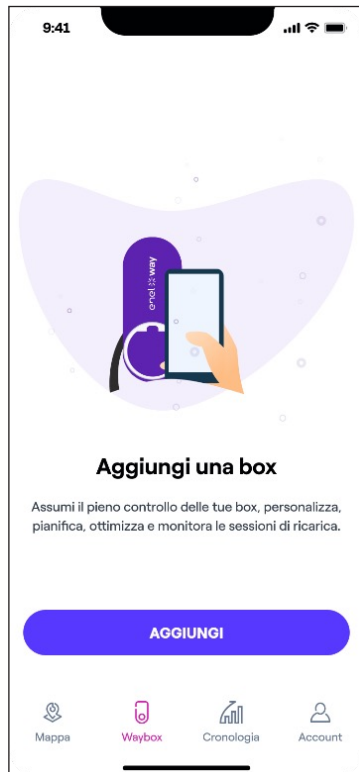 9:41
enel x way
Aggiungi una box
Assumi il pieno controllo delle tue box, personalizza,
pianifica, ottimizza e monitora le sessioni di ricarica.
AGGIUNGI
Mappa
Waybox
Cronologia
Account